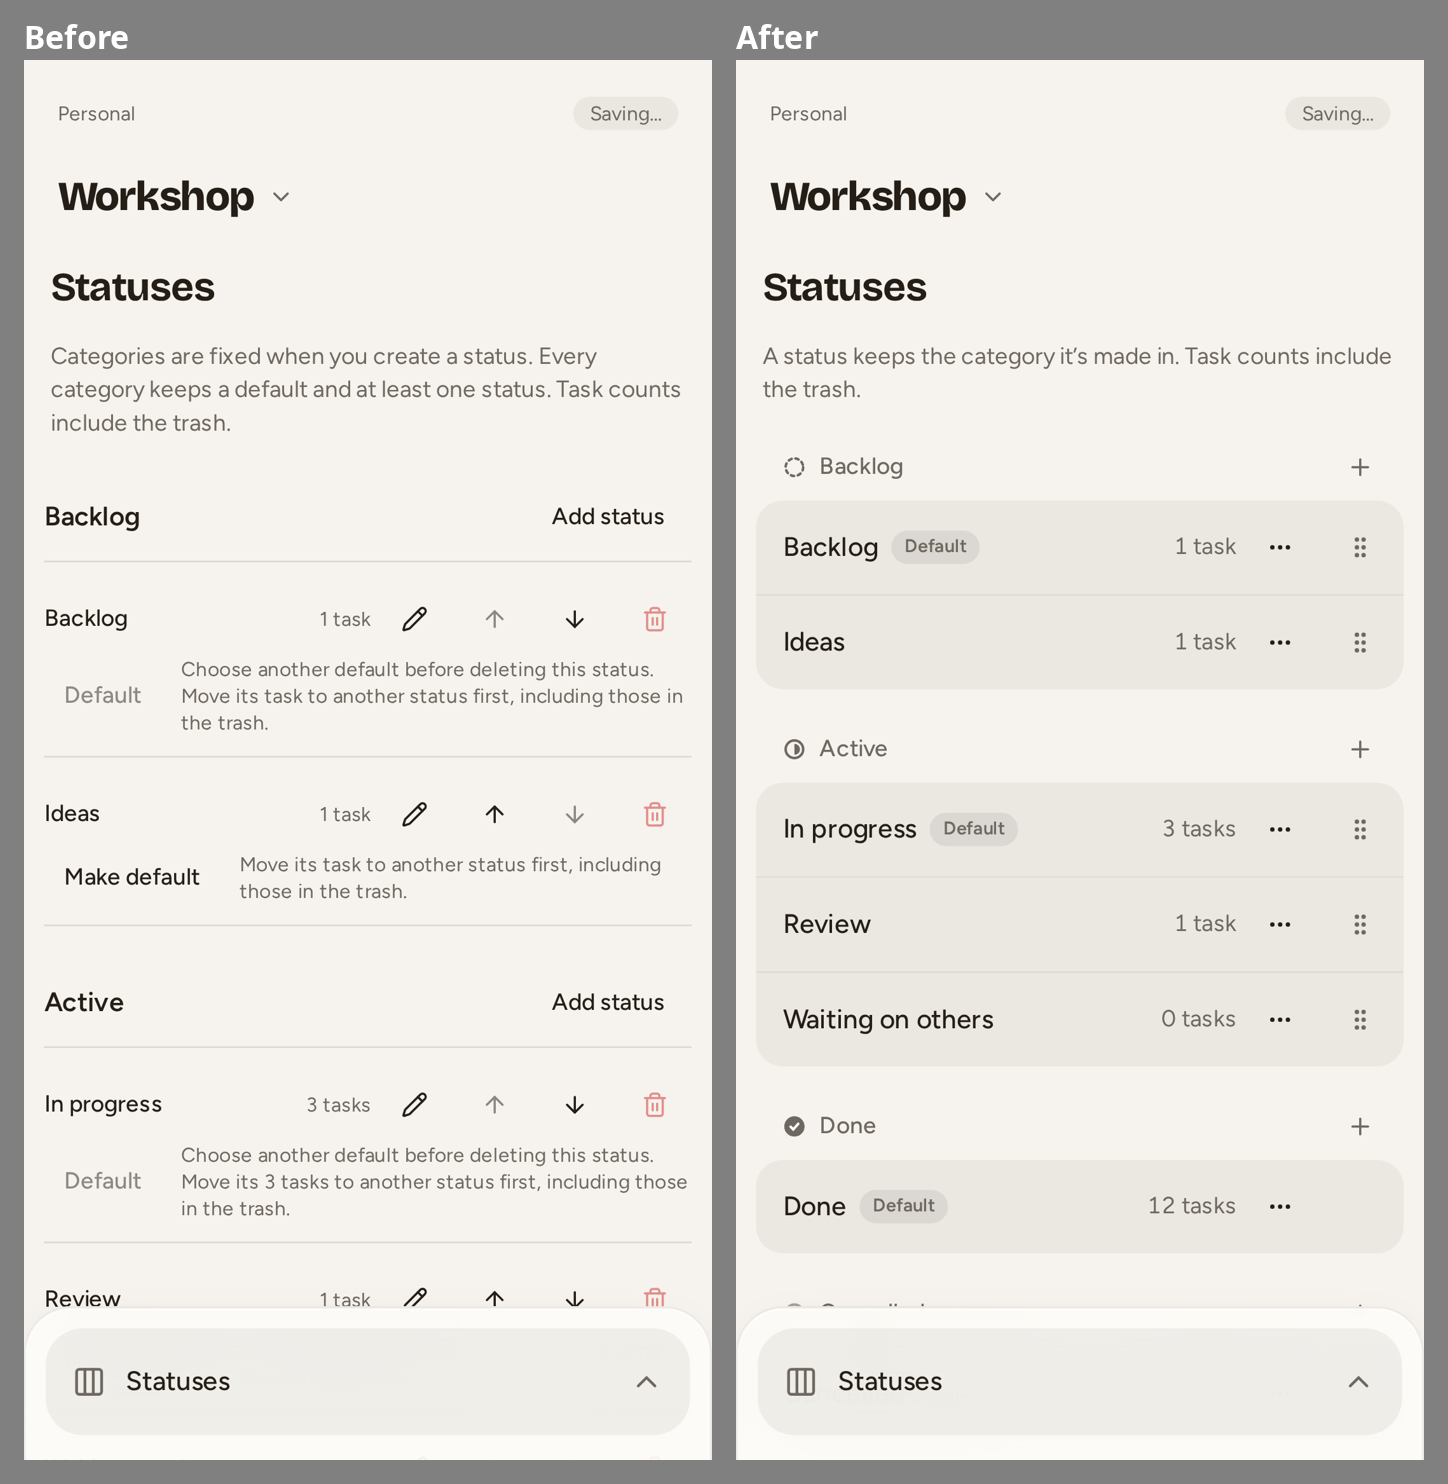 Before
Personal
Saving...
Workshop
Statuses
Categories are fixed when you create a status. Every
category keeps a default and at least one status. Task counts
include the trash.
Backlog
Add status
Backlog
1 task
Default
Choose another default before deleting this status.
Move its task to another status first, including those in
the trash.
Ideas
1 task
Make default
Move its task to another status first, including
those in the trash.
Active
Add status
In progress
3 tasks
Default
Choose another default before deleting this status.
Move its 3 tasks to another status first, including those
in the trash.
Review
1 task
Statuses
After
Personal
Saving...
Workshop
Statuses
A status keeps the category it’s made in. Task counts include
the trash.
Backlog
Backlog
Default
1 task
Ideas
1 task
Active
In progress
Default
3 tasks
Review
1 task
Waiting on others
0 tasks
Done
Done
Default
12 tasks
Statuses